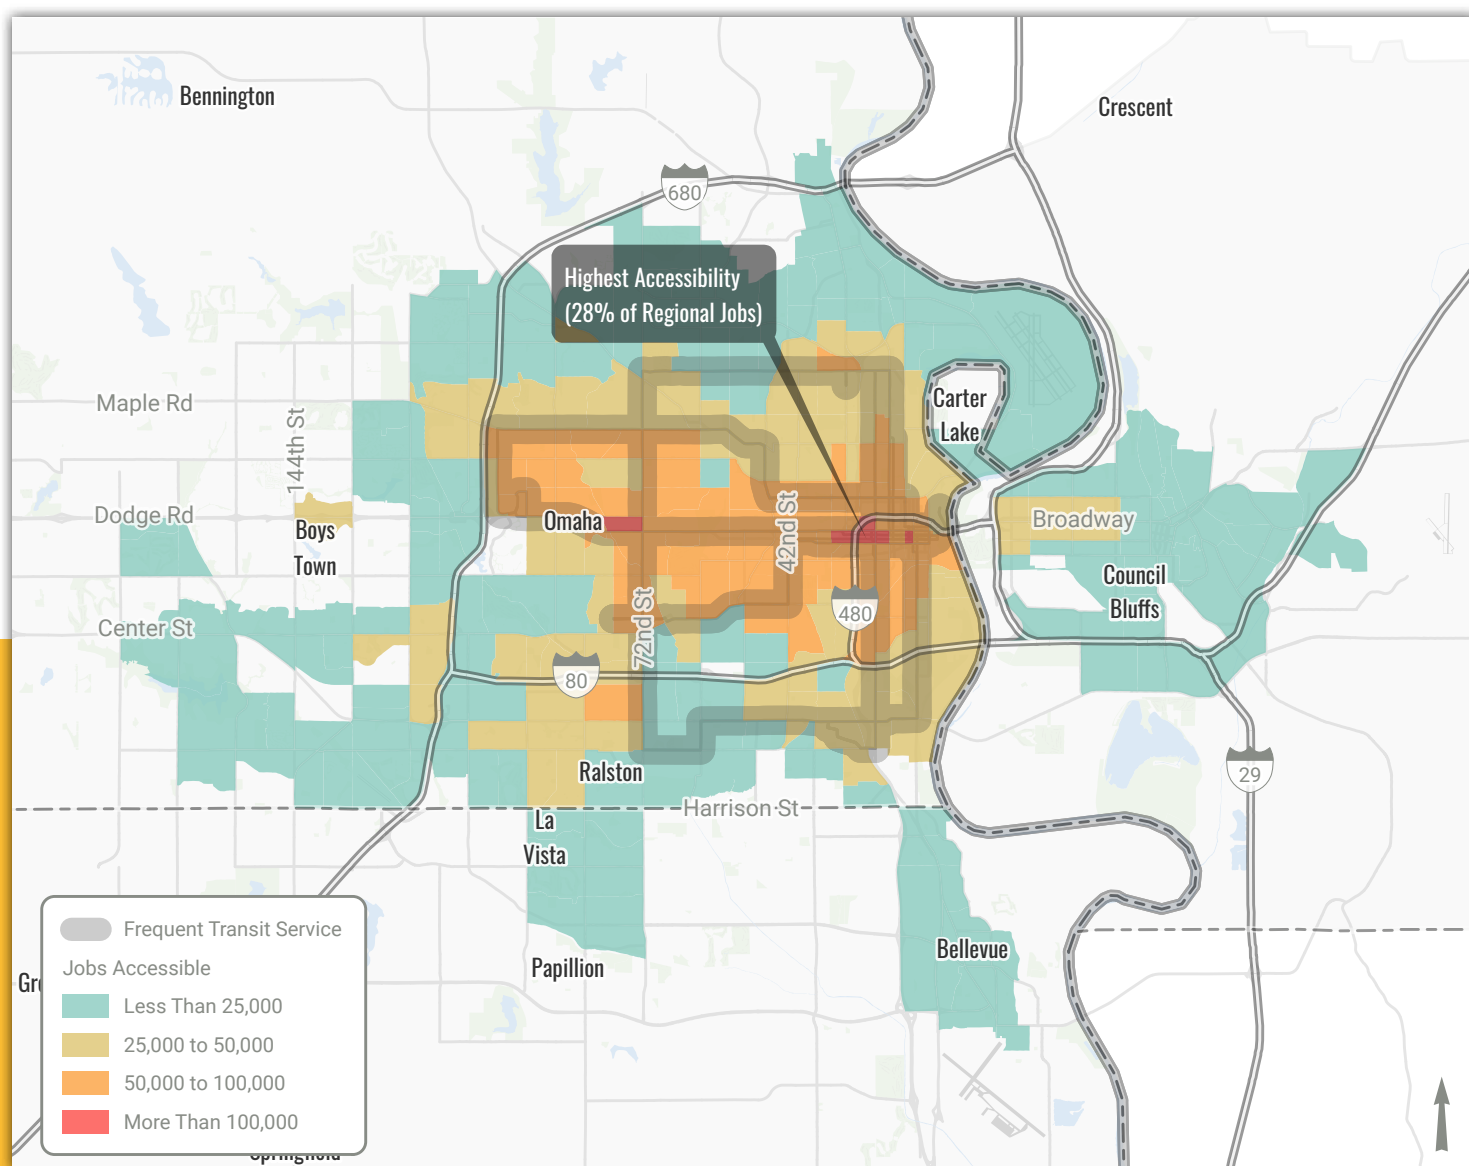 Bennington
Crescent
680
Highest Accessibility
(28% of Regional Jobs)
Maple Rd
144th St
Carter
Lake
Dodge Rd
Boys
Town
Omaha
42nd St
Broadway
Council
Bluffs
Center St
72nd St
480
80
Ralston
29
Harrison St
La
Vista
Papillion
Bellevue
Frequent Transit Service
Jobs Accessible
Less Than 25,000
25,000 to 50,000
50,000 to 100,000
More Than 100,000